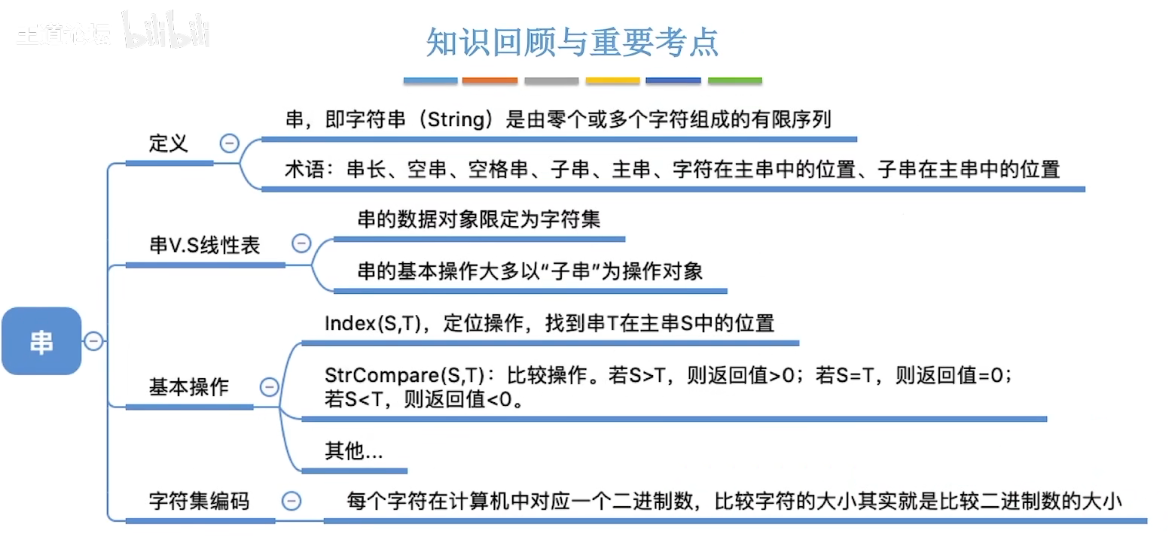 王道论坛 bilibili
知识回顾与重要考点
定义
串，即字符串（String）是由零个或多个字符组成的有限序列
术语：串长、空串、空格串、子串、主串、字符在主串中的位置、子串在主串中的位置
串V.S线性表
串的数据对象限定为字符集
串的基本操作大多以“子串”为操作对象
串
基本操作
Index(S,T)，定位操作，找到串T在主串S中的位置
StrCompare(S,T)：比较操作。若S>T，则返回值>0；若S=T，则返回值=0；
若S<T，则返回值<0。
其他...
字符集编码
每个字符在计算机中对应一个二进制数，比较字符的大小其实就是比较二进制数的大小